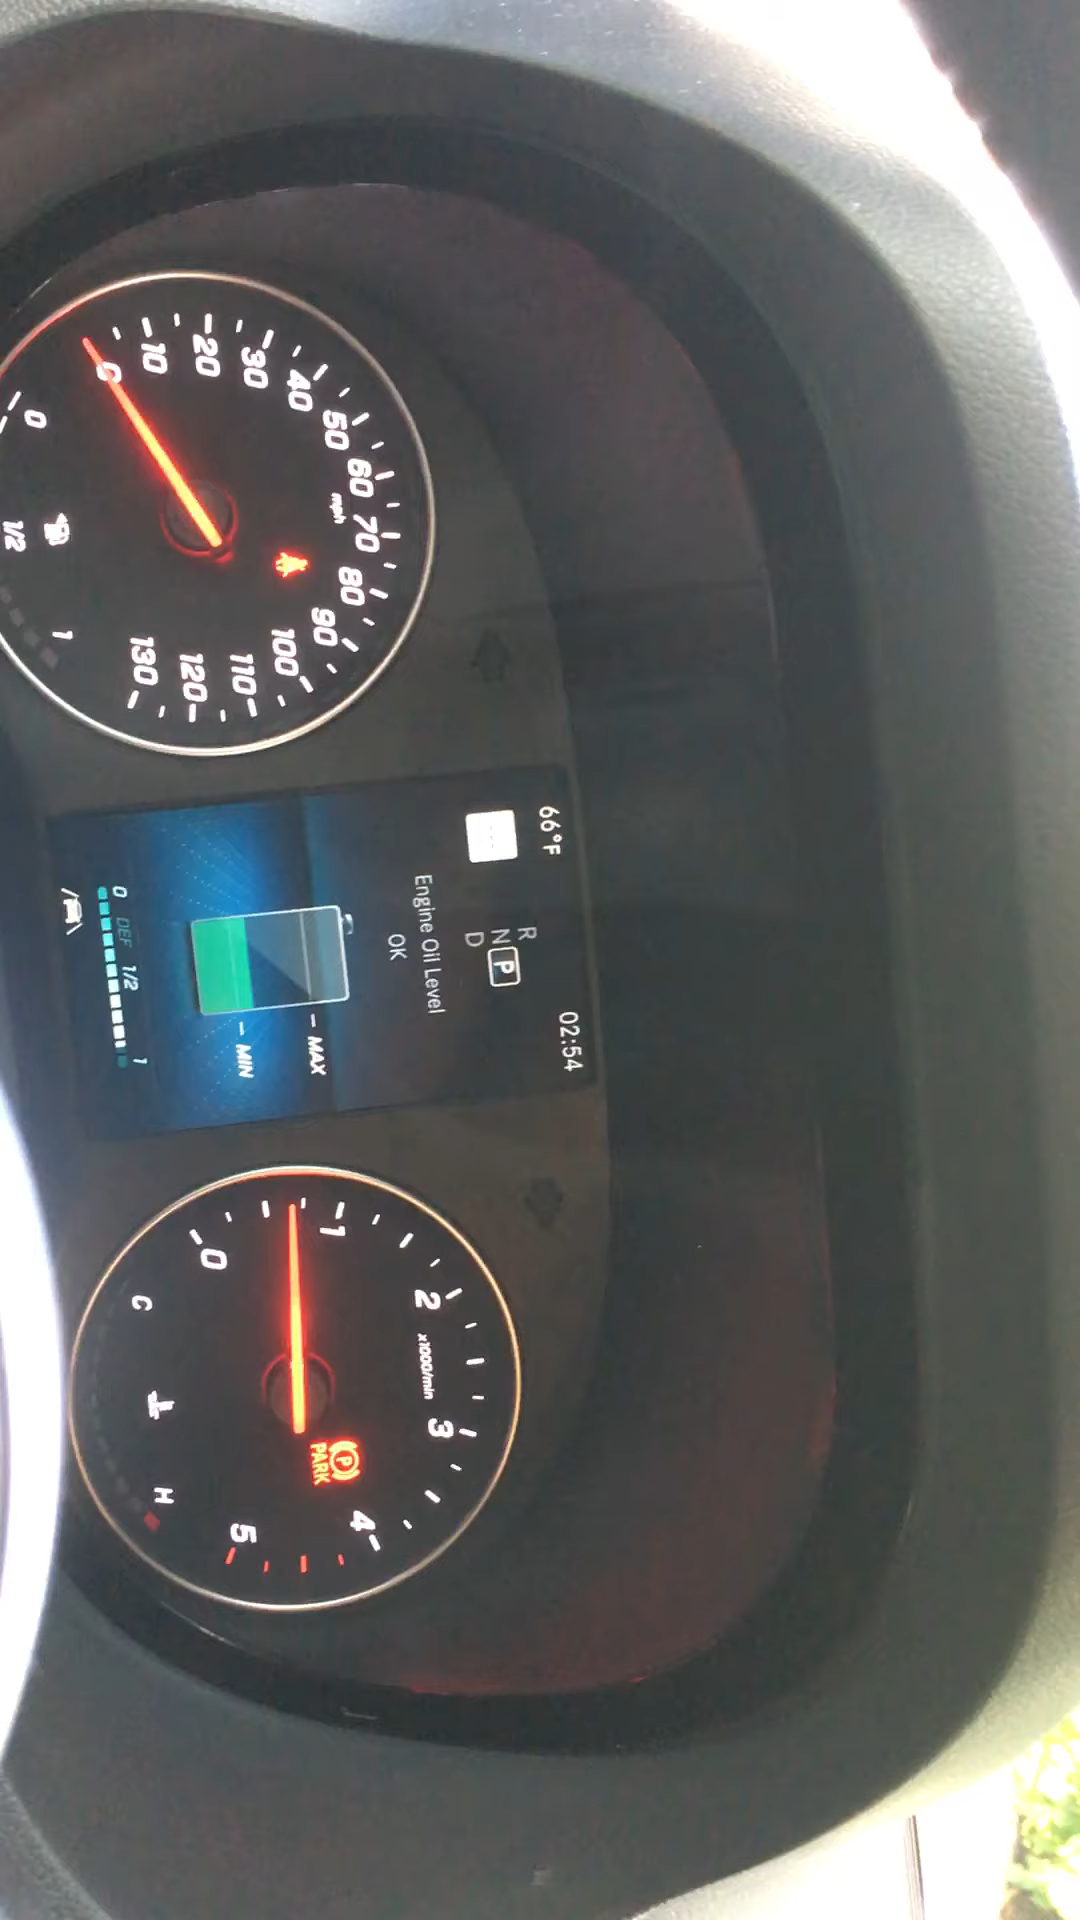 0
10
20
30
40
50
60
70
80
90
100
110
120
130
mph
0
1/2
1
66°F
R
N P
D
02:54
Engine Oil Level
OK
– MAX
– MIN
0 DEF 1/2 1
0
1
2
3
4
5
x1000/min
P
PARK
C
H